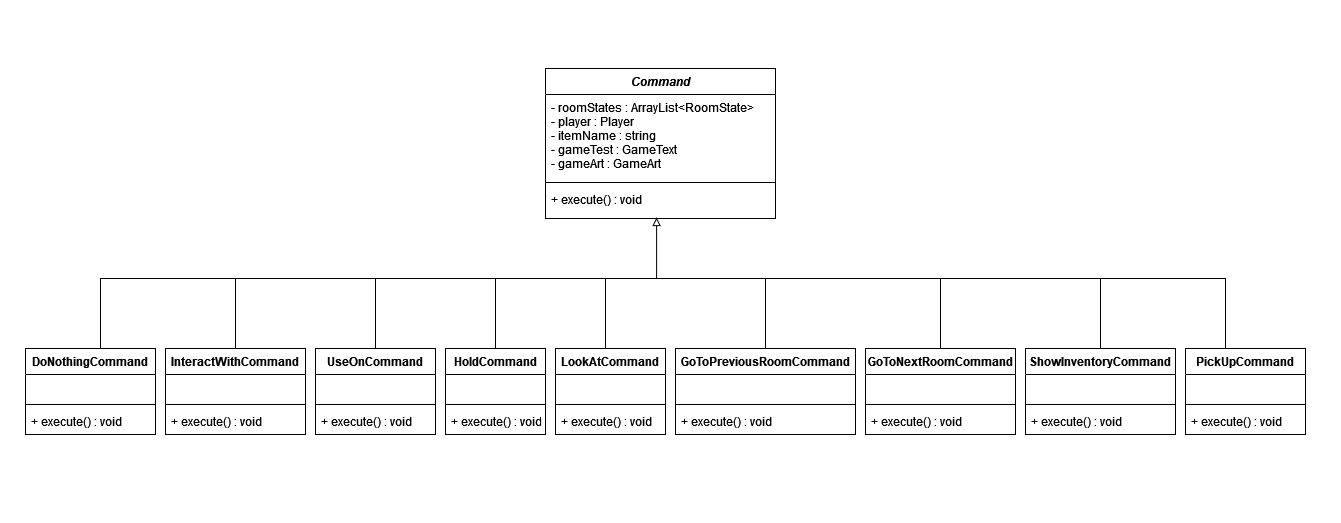 Command
- roomStates : ArrayList<RoomState>
- player : Player
- itemName : string
- gameTest : GameText
- gameArt : GameArt
+ execute() : void
DoNothingCommand
+ execute() : void
InteractWithCommand
+ execute() : void
UseOnCommand
+ execute() : void
HoldCommand
+ execute() : void
LookAtCommand
+ execute() : void
GoToPreviousRoomCommand
+ execute() : void
GoToNextRoomCommand
+ execute() : void
ShowInventoryCommand
+ execute() : void
PickUpCommand
+ execute() : void